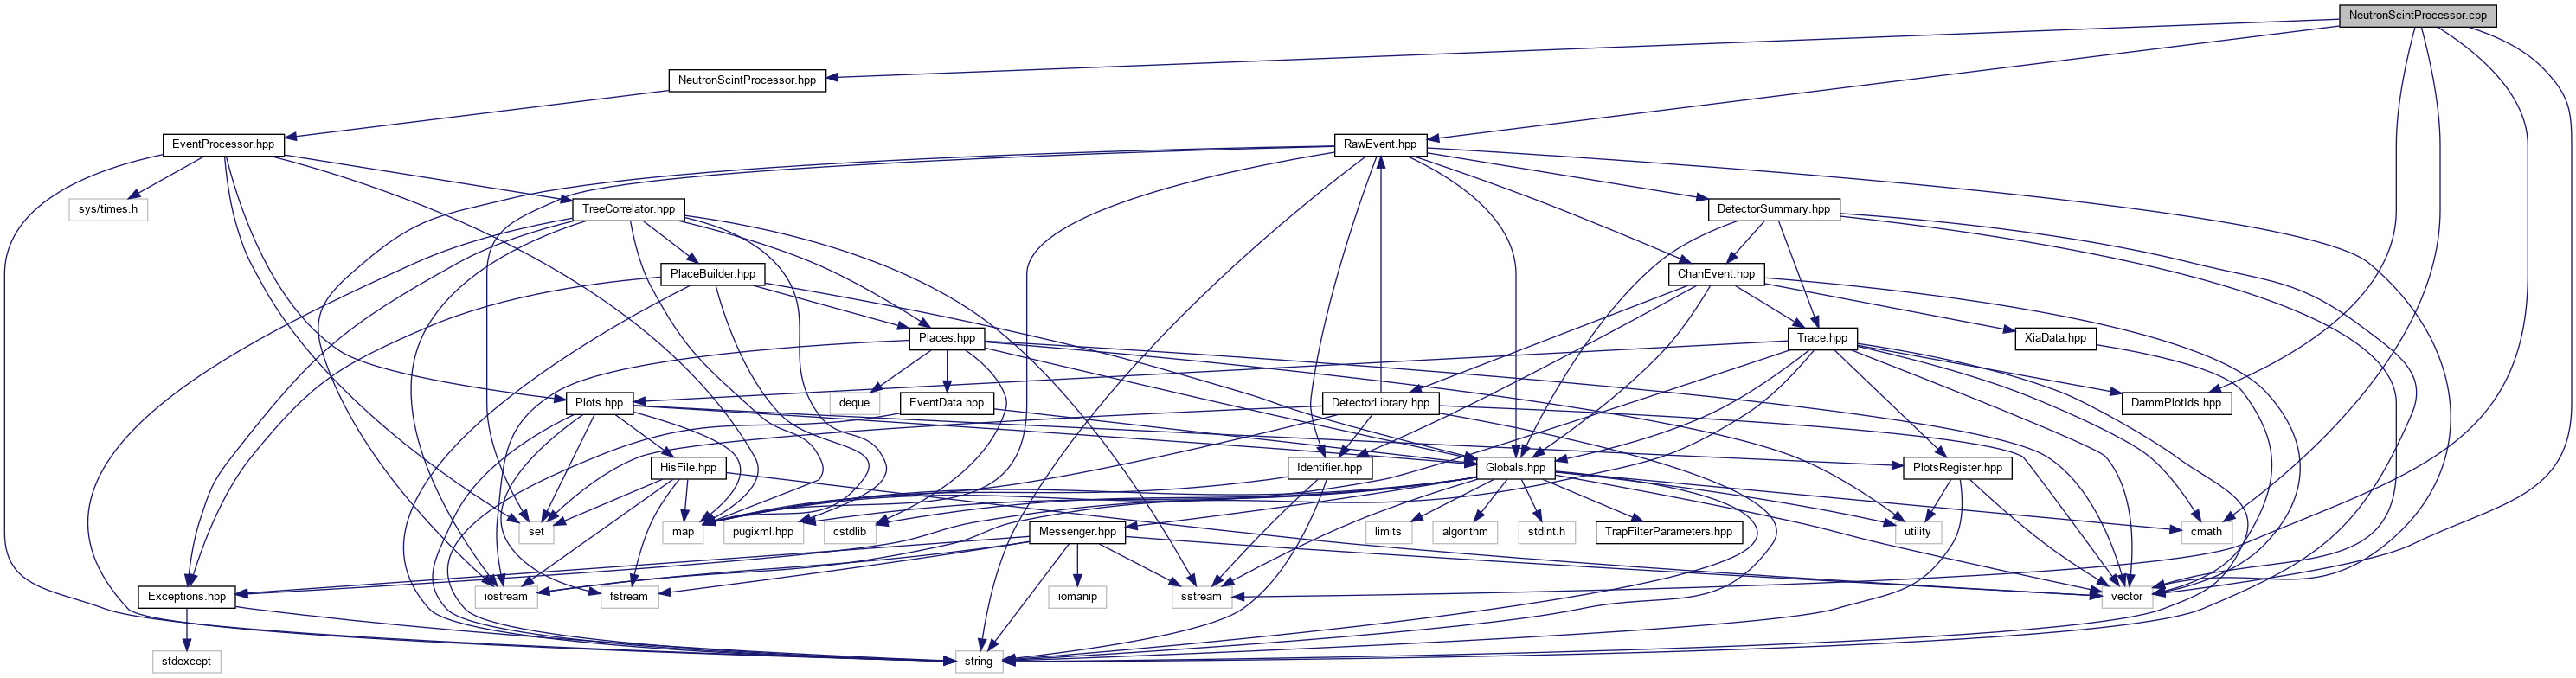 NeutronScintProcessor.cpp
NeutronScintProcessor.hpp
EventProcessor.hpp
RawEvent.hpp
sys/times.h
TreeCorrelator.hpp
DetectorSummary.hpp
PlaceBuilder.hpp
ChanEvent.hpp
Places.hpp
Trace.hpp
XiaData.hpp
Plots.hpp
deque
EventData.hpp
DetectorLibrary.hpp
DammPlotIds.hpp
HisFile.hpp
Identifier.hpp
Globals.hpp
PlotsRegister.hpp
set
map
pugixml.hpp
cstdlib
Messenger.hpp
limits
algorithm
stdint.h
TrapFilterParameters.hpp
utility
cmath
Exceptions.hpp
iostream
fstream
iomanip
sstream
vector
stdexcept
string